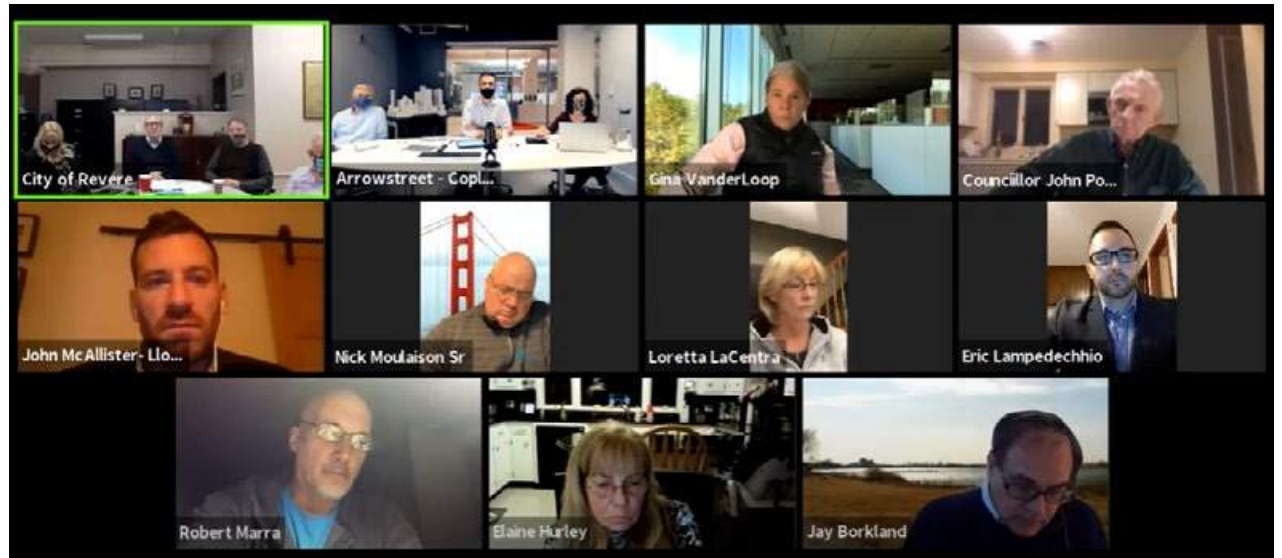 City of Revere
Arrowstreet - Copl...
Gina VanderLoop
Counciillor John Po...
John McAllister- Llo...
Nick Moulaison Sr
Loretta LaCentra
Eric Lampedechhio
Robert Marra
Elaine Hurley
Jay Borkland